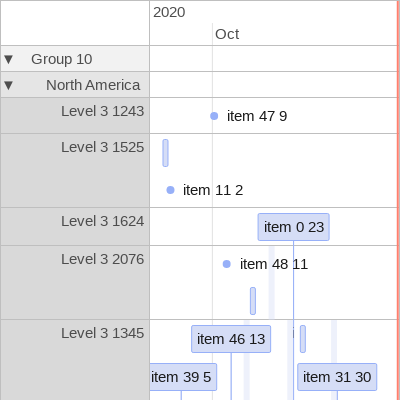 2020
Oct
▼ Group 10
▼ North America
Level 3 1243
item 47 9
Level 3 1525
item 11 2
Level 3 1624
item 0 23
Level 3 2076
item 48 11
Level 3 1345
item 46 13
item 39 5
item 31 30